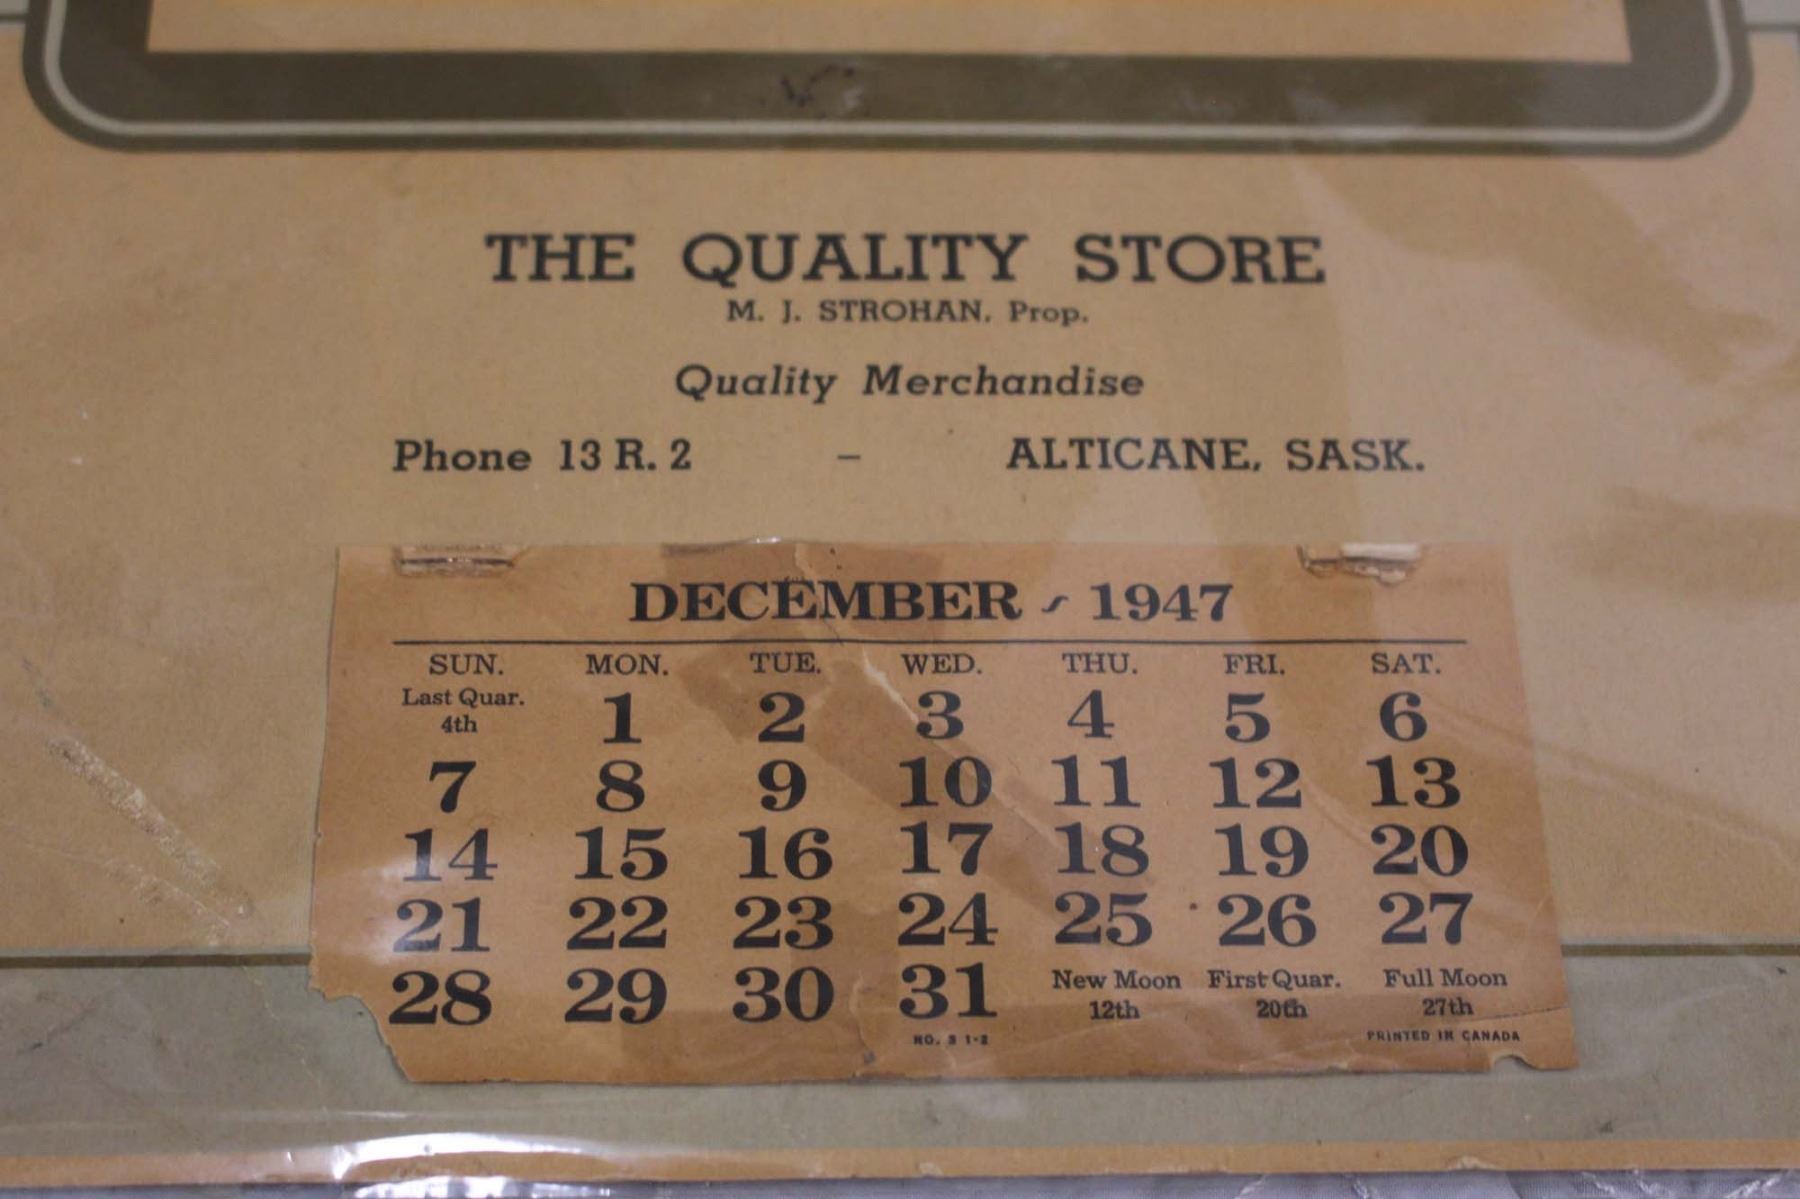 THE QUALITY STORE
M. J. STROHAN, Prop.
Quality Merchandise
Phone 13 R. 2 – ALTICANE, SASK.
DECEMBER - 1947
SUN. MON. TUE. WED. THU. FRI. SAT.
Last Quar. 4th 1 2 3 4 5 6
7 8 9 10 11 12 13
14 15 16 17 18 19 20
21 22 23 24 25 26 27
28 29 30 31 New Moon 12th First Quar. 20th Full Moon 27th
NO. 1-2 PRINTED IN CANADA